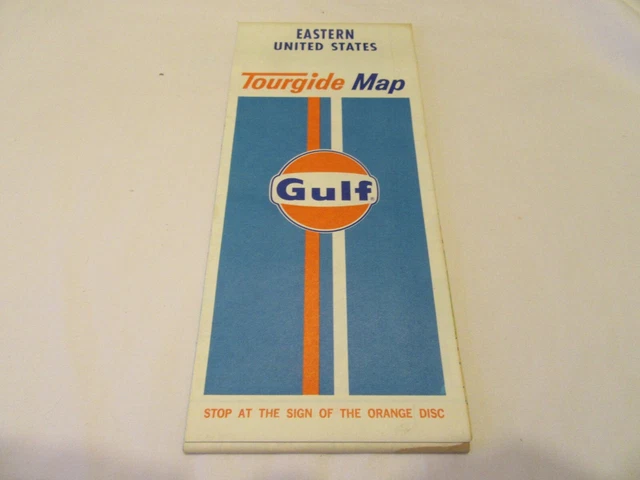 EASTERN
UNITED STATES
Tourgide Map
Gulf®
STOP AT THE SIGN OF THE ORANGE DISC